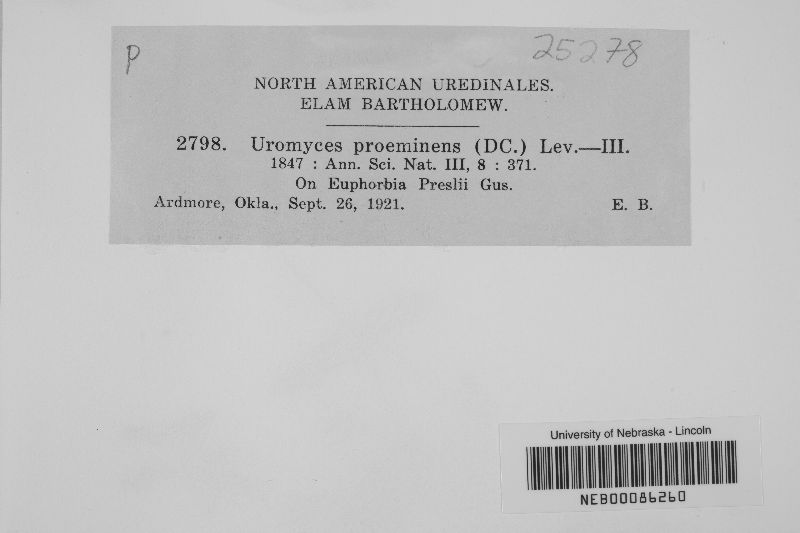 P
25278
NORTH AMERICAN UREDINALES.
ELAM BARTHOLOMEW.
2798. Uromyces proeminens (DC.) Lev.—III.
1847 : Ann. Sci. Nat. III, 8 : 371.
On Euphorbia Preslii Gus.
Ardmore, Okla., Sept. 26, 1921. E. B.
University of Nebraska - Lincoln
NEB00086260